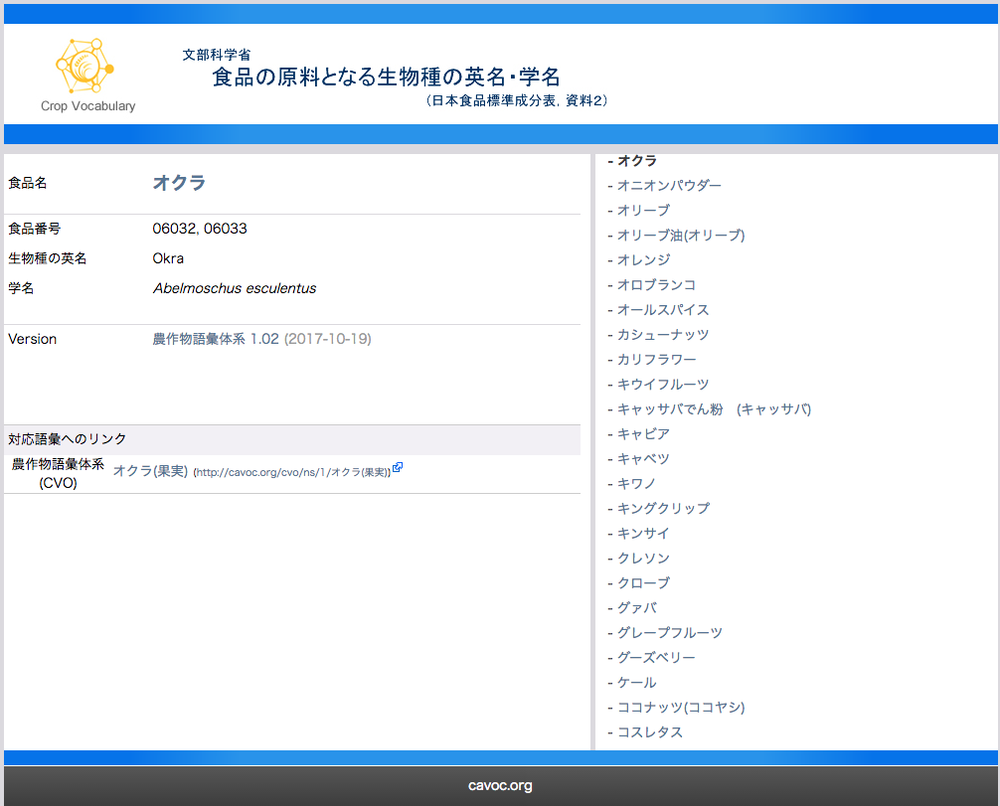 文部科学省
食品の原料となる生物種の英名・学名
(日本食品標準成分表, 資料2)
Crop Vocabulary
食品名 オクラ
食品番号 06032, 06033
生物種の英名 Okra
学名 Abelmoschus esculentus
Version 農作物語彙体系 1.02 (2017-10-19)
対応語彙へのリンク
農作物語彙体系
(CVO)
オクラ(果実) (http://cavoc.org/cvo/ns/1/オクラ(果実))
- オクラ
- オニオンパウダー
- オリーブ
- オリーブ油(オリーブ)
- オレンジ
- オロブランコ
- オールスパイス
- カシューナッツ
- カリフラワー
- キウイフルーツ
- キャッサバでん粉　(キャッサバ)
- キャビア
- キャベツ
- キワノ
- キングクリップ
- キンサイ
- クレソン
- クローブ
- グァバ
- グレープフルーツ
- グーズベリー
- ケール
- ココナッツ(ココヤシ)
- コスレタス
cavoc.org